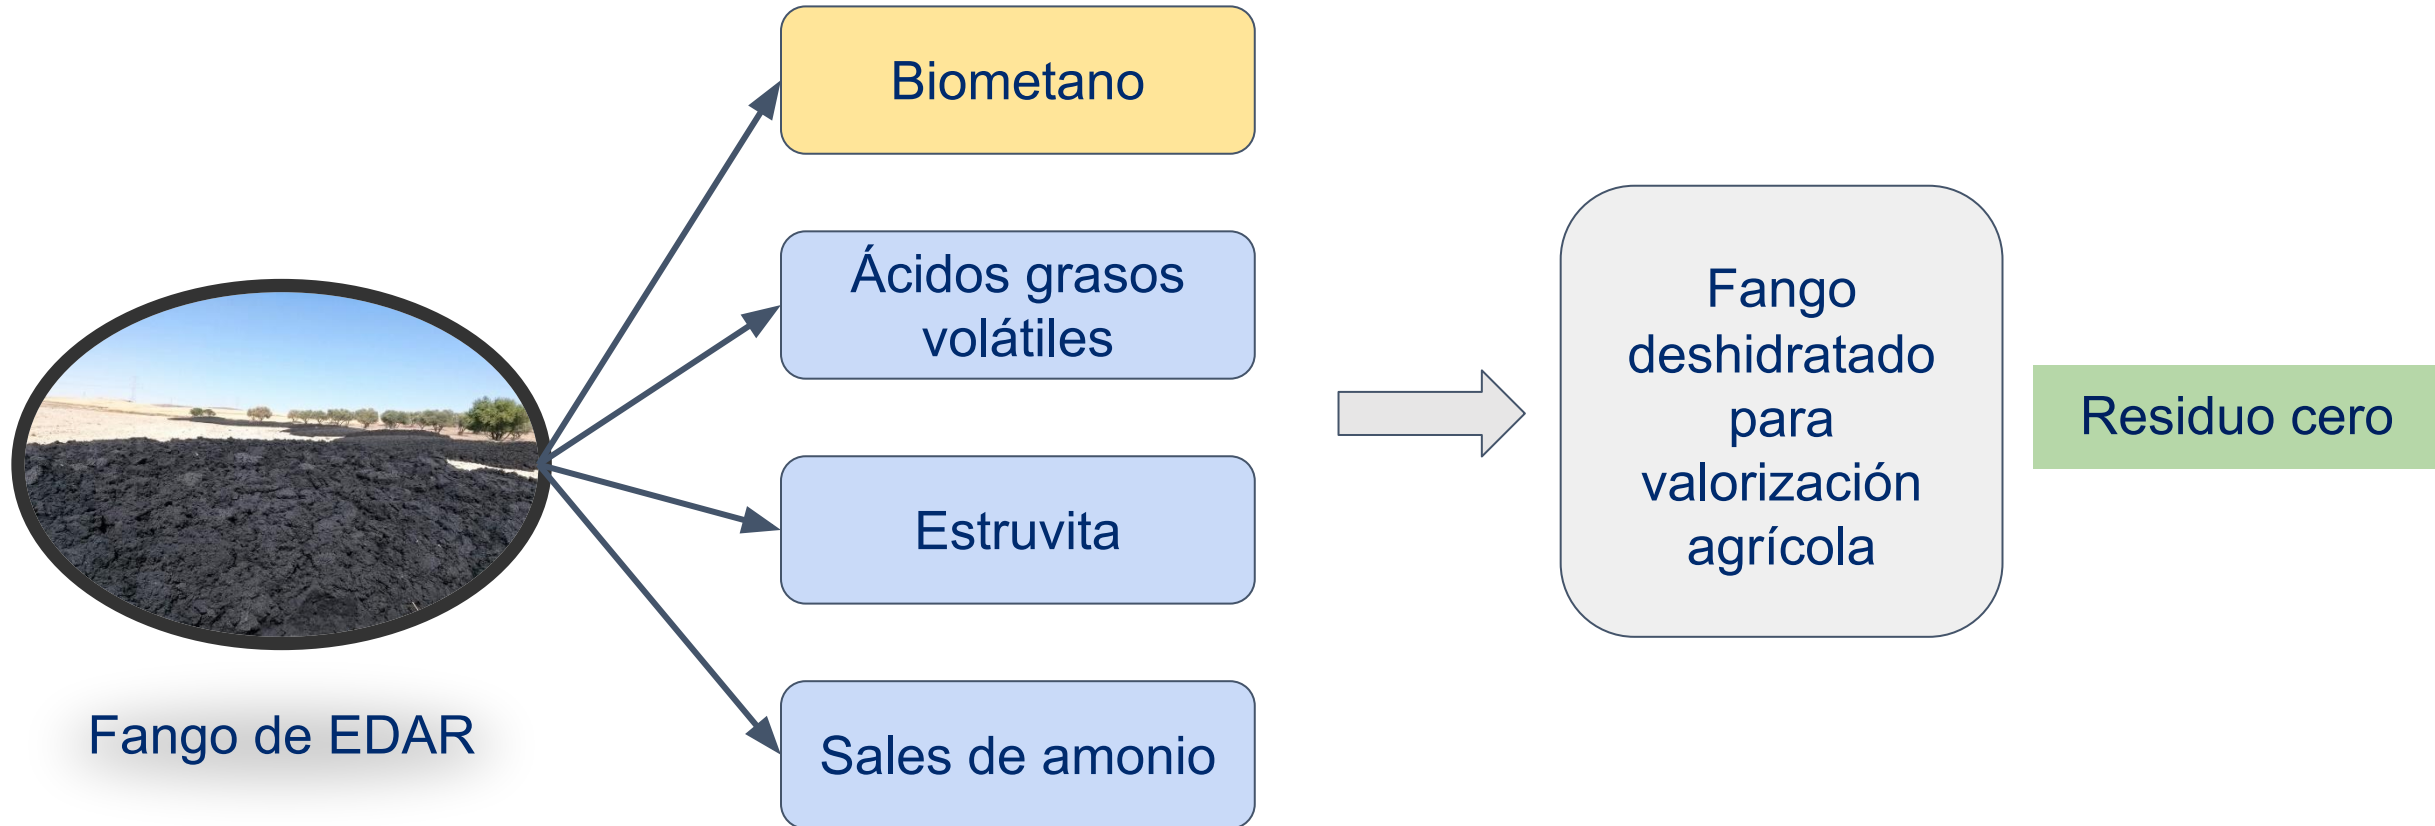 Biometano
Ácidos grasos
volátiles
Estruvita
Sales de amonio
Fango de EDAR
Fango
deshidratado
para
valorización
agrícola
Residuo cero